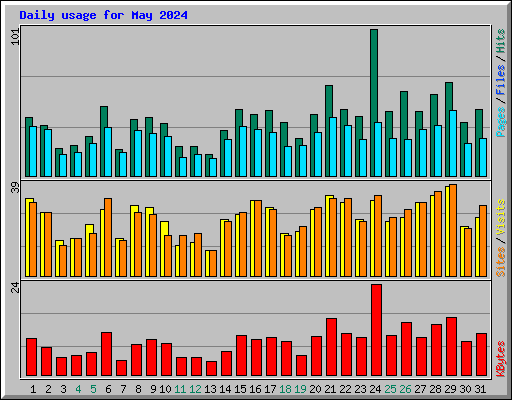 Daily usage for May 2024
101
39
24
Pages / Files / Hits
Sites / Visits
KBytes
1 2 3 4 5 6 7 8 9 10 11 12 13 14 15 16 17 18 19 20 21 22 23 24 25 26 27 28 29 30 31